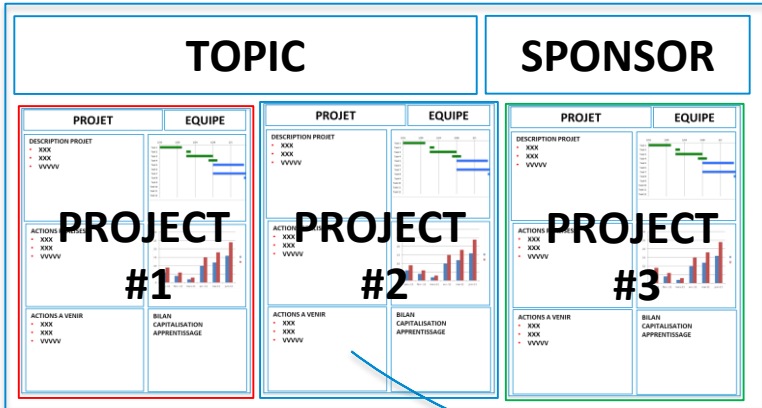 TOPIC
SPONSOR
PROJET
EQUIPE
DESCRIPTION PROJET
XXX
XXX
VVVVV
PROJECT
#1
XXX
XXX
VVVVV
ACTIONS A VENIR
XXX
XXX
VVVVV
BILAN
CAPITALISATION
APPRENTISSAGE
PROJET
EQUIPE
DESCRIPTION PROJET
XXX
XXX
VVVVV
PROJECT
#2
XXX
XXX
VVVVV
ACTIONS A VENIR
XXX
XXX
VVVVV
BILAN
CAPITALISATION
APPRENTISSAGE
PROJET
EQUIPE
DESCRIPTION PROJET
XXX
XXX
VVVVV
PROJECT
#3
XXX
XXX
VVVVV
ACTIONS A VENIR
XXX
XXX
VVVVV
BILAN
CAPITALISATION
APPRENTISSAGE